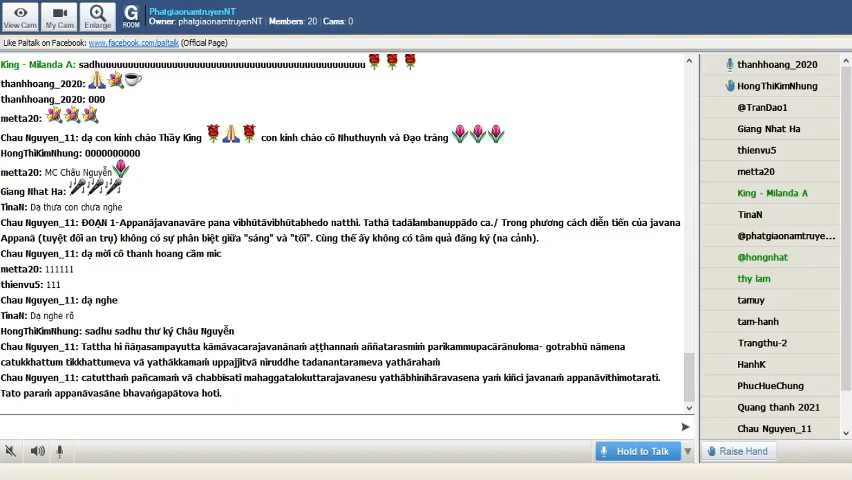 View Cam
My Cam
Enlarge
G
ROOM
PhatgiaonamtruyenNT
Owner: phatgiaonamtruyenNT | Members: 20 | Cams: 0
Like Paltalk on Facebook: www.facebook.com/paltalk (Official Page)
King - Milanda A: sadhuuuuuuuuuuuuuuuuuuuuuuuuuuuuuuuuuuuuuuuuuuuuu
thanhhoang_2020:
thanhhoang_2020: 000
metta20:
Chau Nguyen_11: dạ con kính chào Thầy King con kính chào cô Nhuthuynh và Đạo tràng
HongThiKimNhung: 0000000000
metta20: MC Châu Nguyễn
Giang Nhat Ha:
TinaN: Dạ thưa con chưa nghe
Chau Nguyen_11: ĐOẠN 1-Appanājavanavāre pana vibhūtāvibhūtabhedo natthi. Tathā tadālambanuppādo ca./ Trong phương cách diễn tiến của javana
Appanā (tuyệt đối an trụ) không có sự phân biệt giữa "sáng" và "tối". Cùng thế ấy không có tâm quả đăng ký (na cảnh).
Chau Nguyen_11: dạ mời cô thanh hoang cầm mic
metta20: 111111
thienvu5: 111
Chau Nguyen_11: dạ nghe
TinaN: Dạ nghe rõ
HongThiKimNhung: sadhu sadhu thư ký Châu Nguyễn
Chau Nguyen_11: Tattha hi ñāṇasampayutta kāmāvacarajavanānaṁ aṭṭhannaṁ aññatarasmiṁ parikammupacārānuloma- gotrabhū nāmena
catukkhattum tikkhattumeva vā yathākkamaṁ uppajjitvā niruddhe tadanantarameva yathārahaṁ
Chau Nguyen_11: catutthaṁ pañcamaṁ vā chabbīsati mahaggatalokuttarajavanesu yathābhinihāravasena yaṁ kiñci javanaṁ appanāvīthimotarati.
Tato paraṁ appanāvasāne bhavaṅgapātova hoti.
Hold to Talk
thanhhoang_2020
HongThiKimNhung
@TranDao1
Giang Nhat Ha
thienvu5
metta20
King - Milanda A
TinaN
@phatgiaonamtruye...
@hongnhat
thy lam
tamuy
tam-hanh
Trangthu-2
HanhK
PhucHueChung
Quang thanh 2021
Chau Nguyen_11
Raise Hand